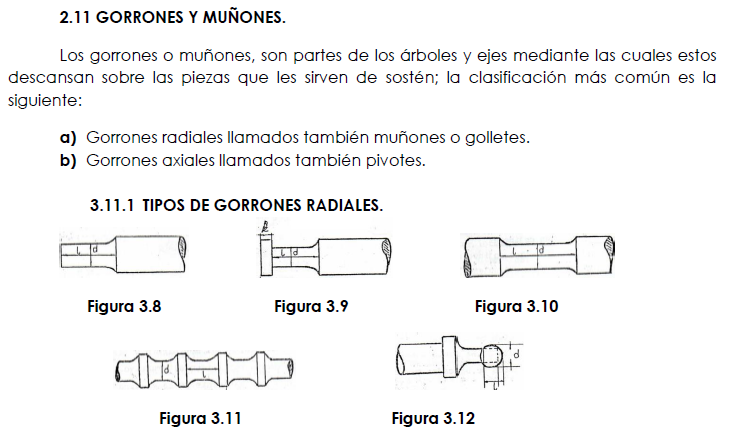 2.11 GORRONES Y MUÑONES.
Los gorrones o muñones, son partes de los árboles y ejes mediante las cuales estos
descansan sobre las piezas que les sirven de sostén; la clasificación más común es la
siguiente:
a) Gorrones radiales llamados también muñones o golletes.
b) Gorrones axiales llamados también pivotes.
3.11.1 TIPOS DE GORRONES RADIALES.
k
l d
l d
l d
Figura 3.8 Figura 3.9 Figura 3.10
d l
d
l
Figura 3.11 Figura 3.12